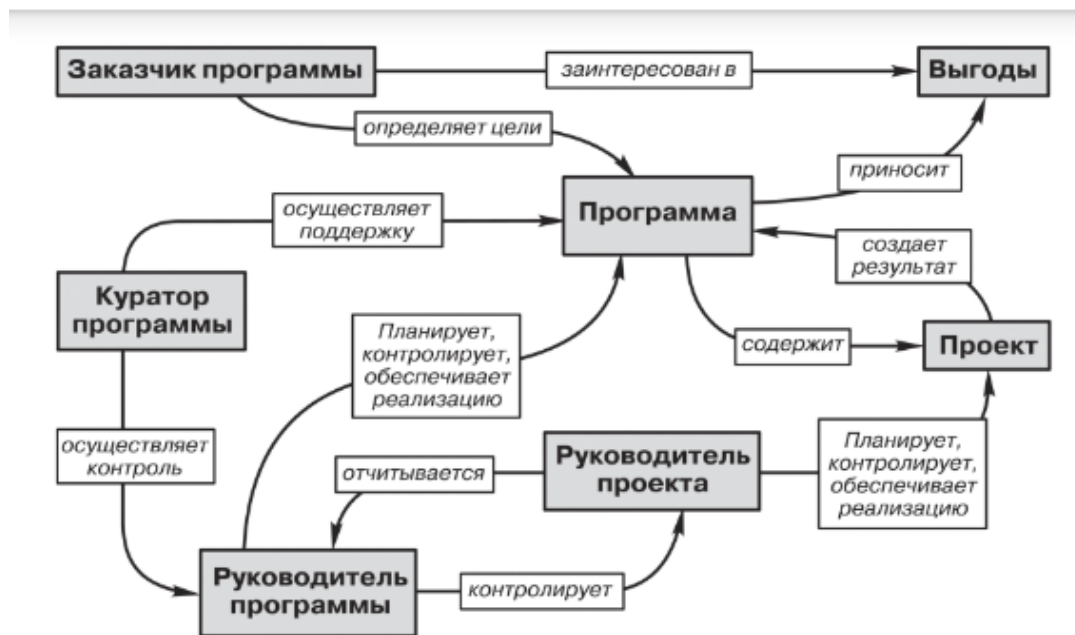 Заказчик программы
заинтересован в
Выгоды
определяет цели
приносит
осуществляет
поддержку
Программа
создает
результат
Куратор
программы
Планирует,
контролирует,
обеспечивает
реализацию
содержит
Проект
осуществляет
контроль
отчитывается
Руководитель
проекта
Планирует,
контролирует,
обеспечивает
реализацию
Руководитель
программы
контролирует